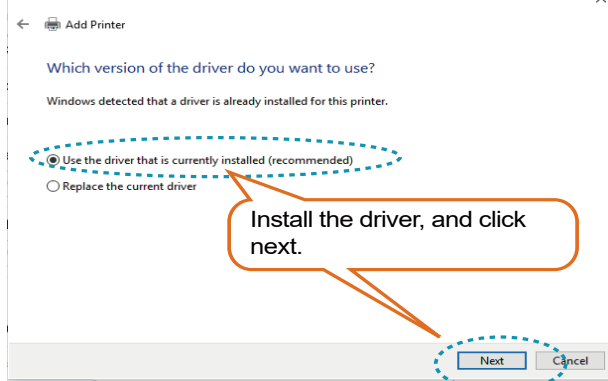 Add Printer
Which version of the driver do you want to use?
Windows detected that a driver is already installed for this printer.
Use the driver that is currently installed (recommended)
Replace the current driver
Install the driver, and click
next.
Next
Cancel